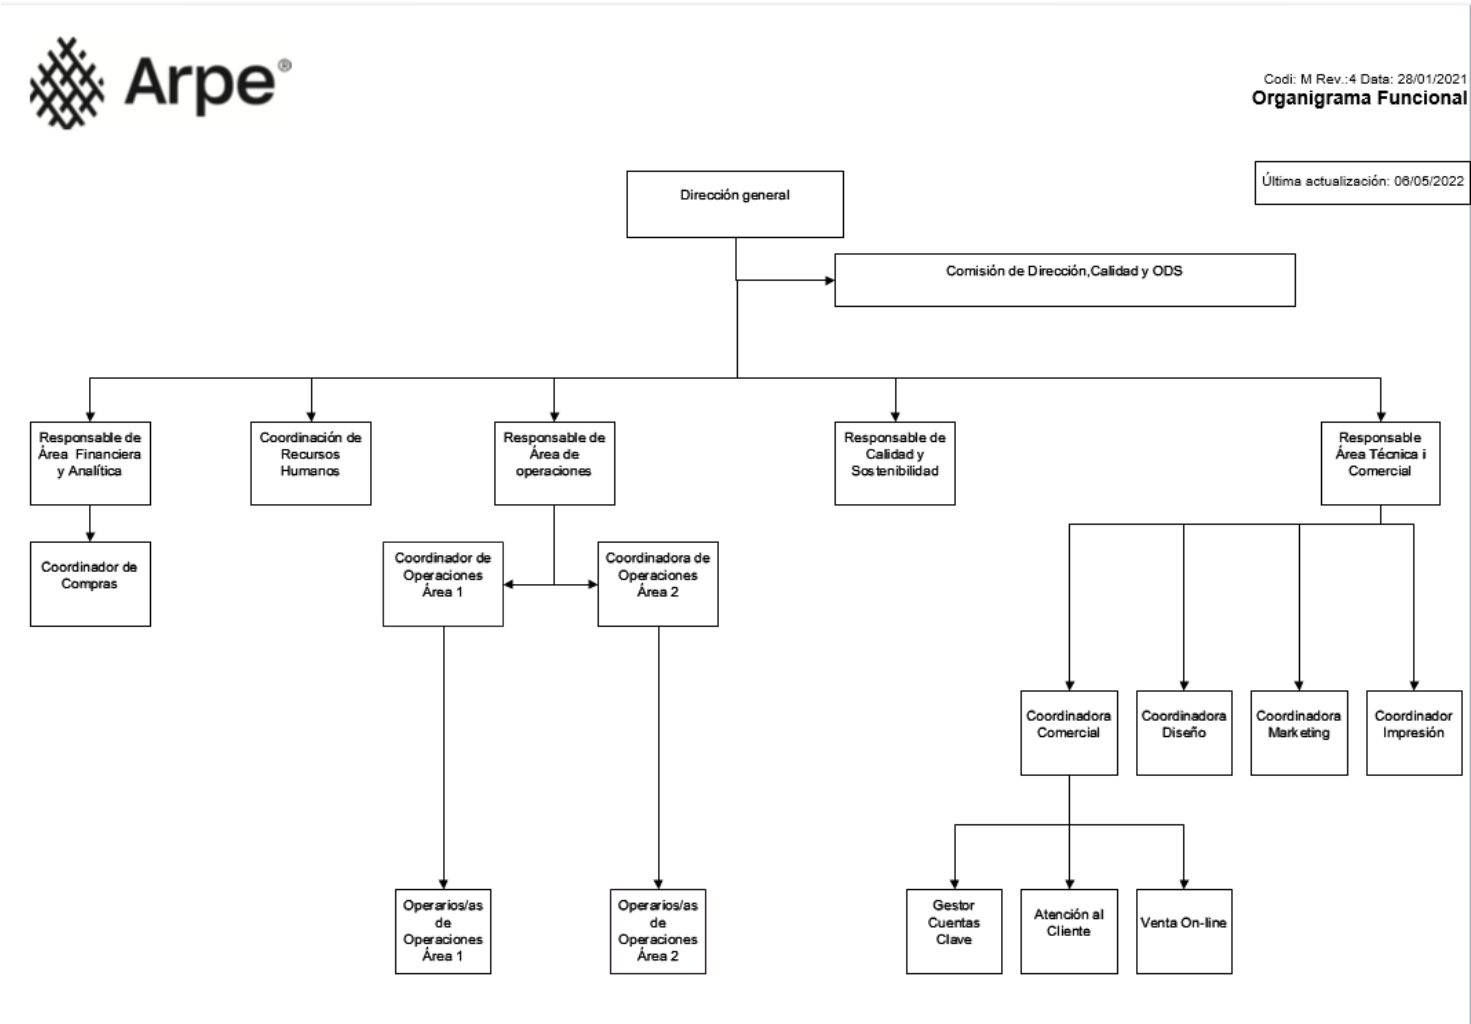 Arpe®
Codi: M Rev.:4 Data: 28/01/2021
Organigrama Funcional
Última actualización: 06/05/2022
Dirección general
Comisión de Dirección,Calidad y ODS
Responsable de
Área Financiera
y Analítica
Coordinación de
Recursos
Humanos
Responsable de
Área de
operaciones
Responsable de
Calidad y
Sostenibilidad
Responsable
Área Técnica i
Comercial
Coordinador de
Compras
Coordinador de
Operaciones
Área 1
Coordinadora de
Operaciones
Área 2
Coordinadora
Comercial
Coordinadora
Diseño
Coordinadora
Marketing
Coordinador
Impresión
Operarios/as
de
Operaciones
Área 1
Operarios/as
de
Operaciones
Área 2
Gestor
Cuentas
Clave
Atención al
Cliente
Venta On-line